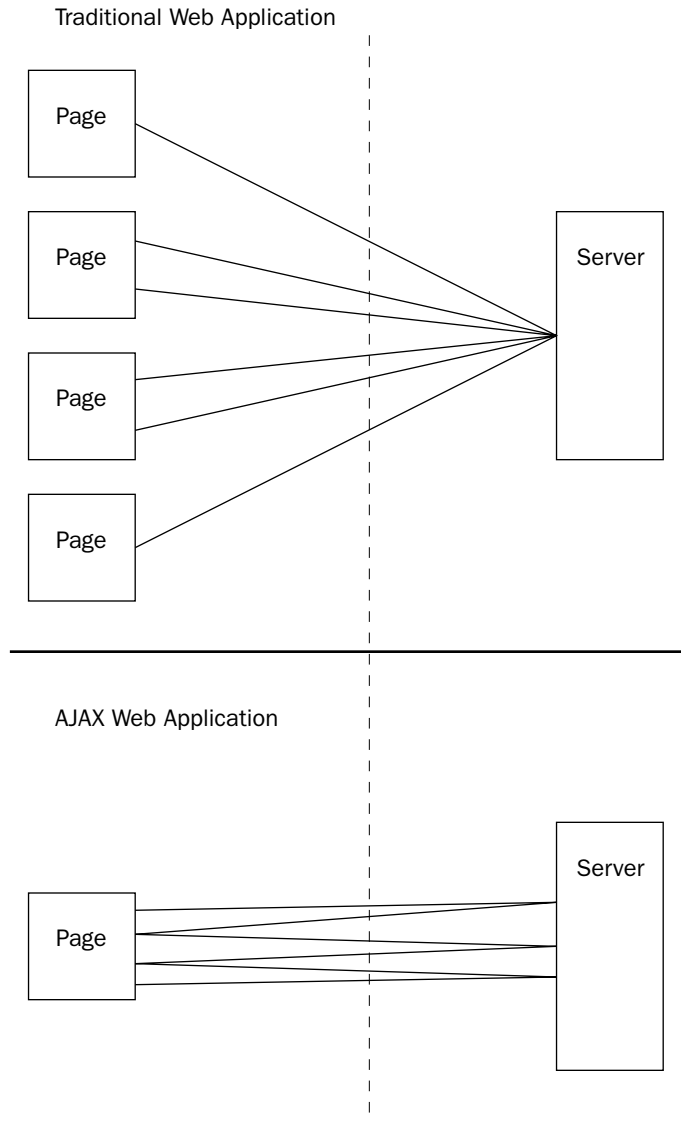 Traditional Web Application
Page
Page
Server
Page
Page
AJAX Web Application
Server
Page